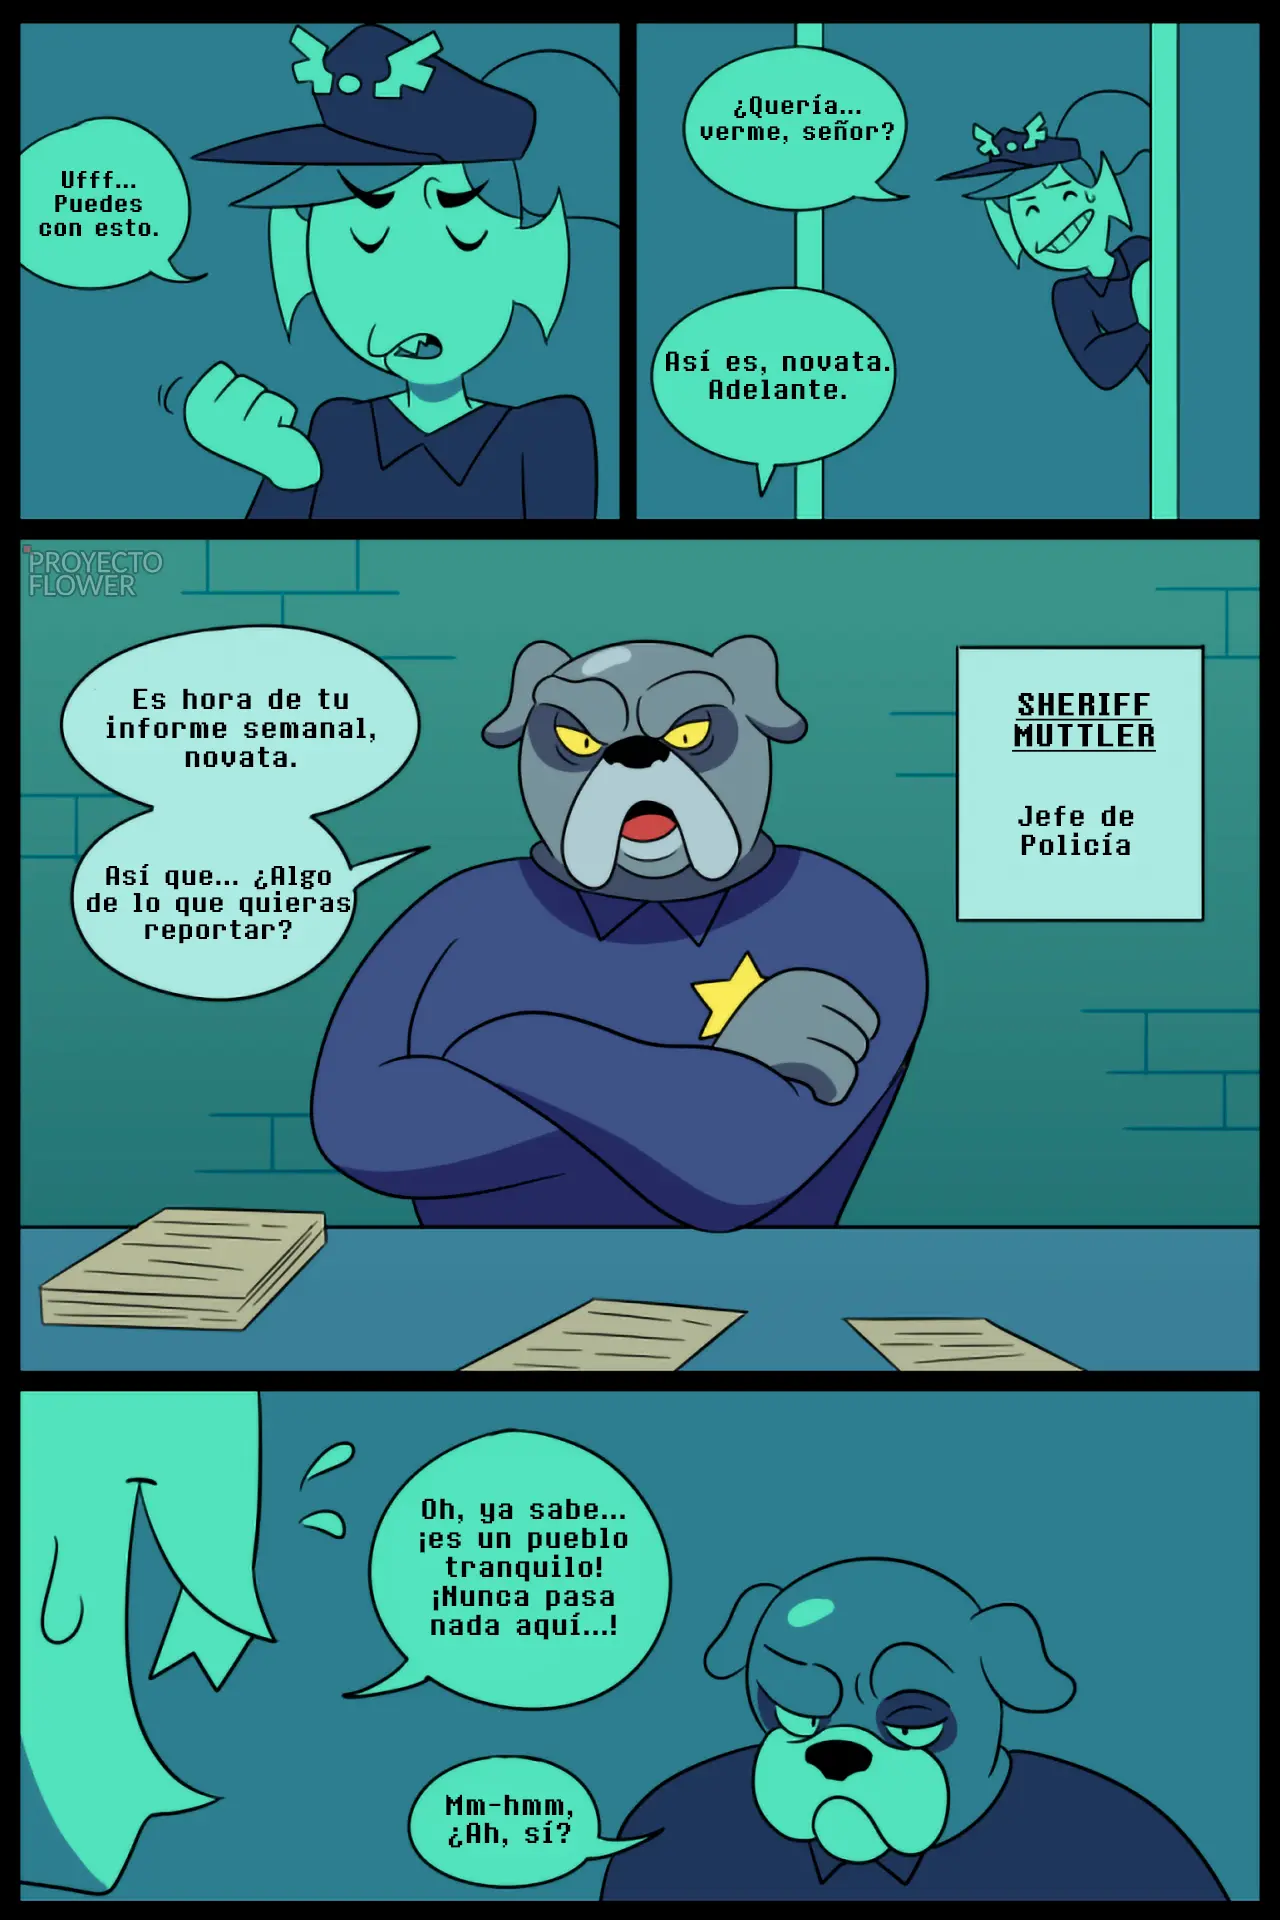 Ufff...
Puedes
con esto.
¿Quería...
verme, señor?
Así es, novata.
Adelante.
PROYECTO
FLOWER
Es hora de tu
informe semanal,
novata.
Así que... ¿Algo
de lo que quieras
reportar?
SHERIFF
MUTTLER
Jefe de
Policía
Oh, ya sabe...
¡es un pueblo
tranquilo!
¡Nunca pasa
nada aquí...!
Mm-hmm,
¿Ah, sí?